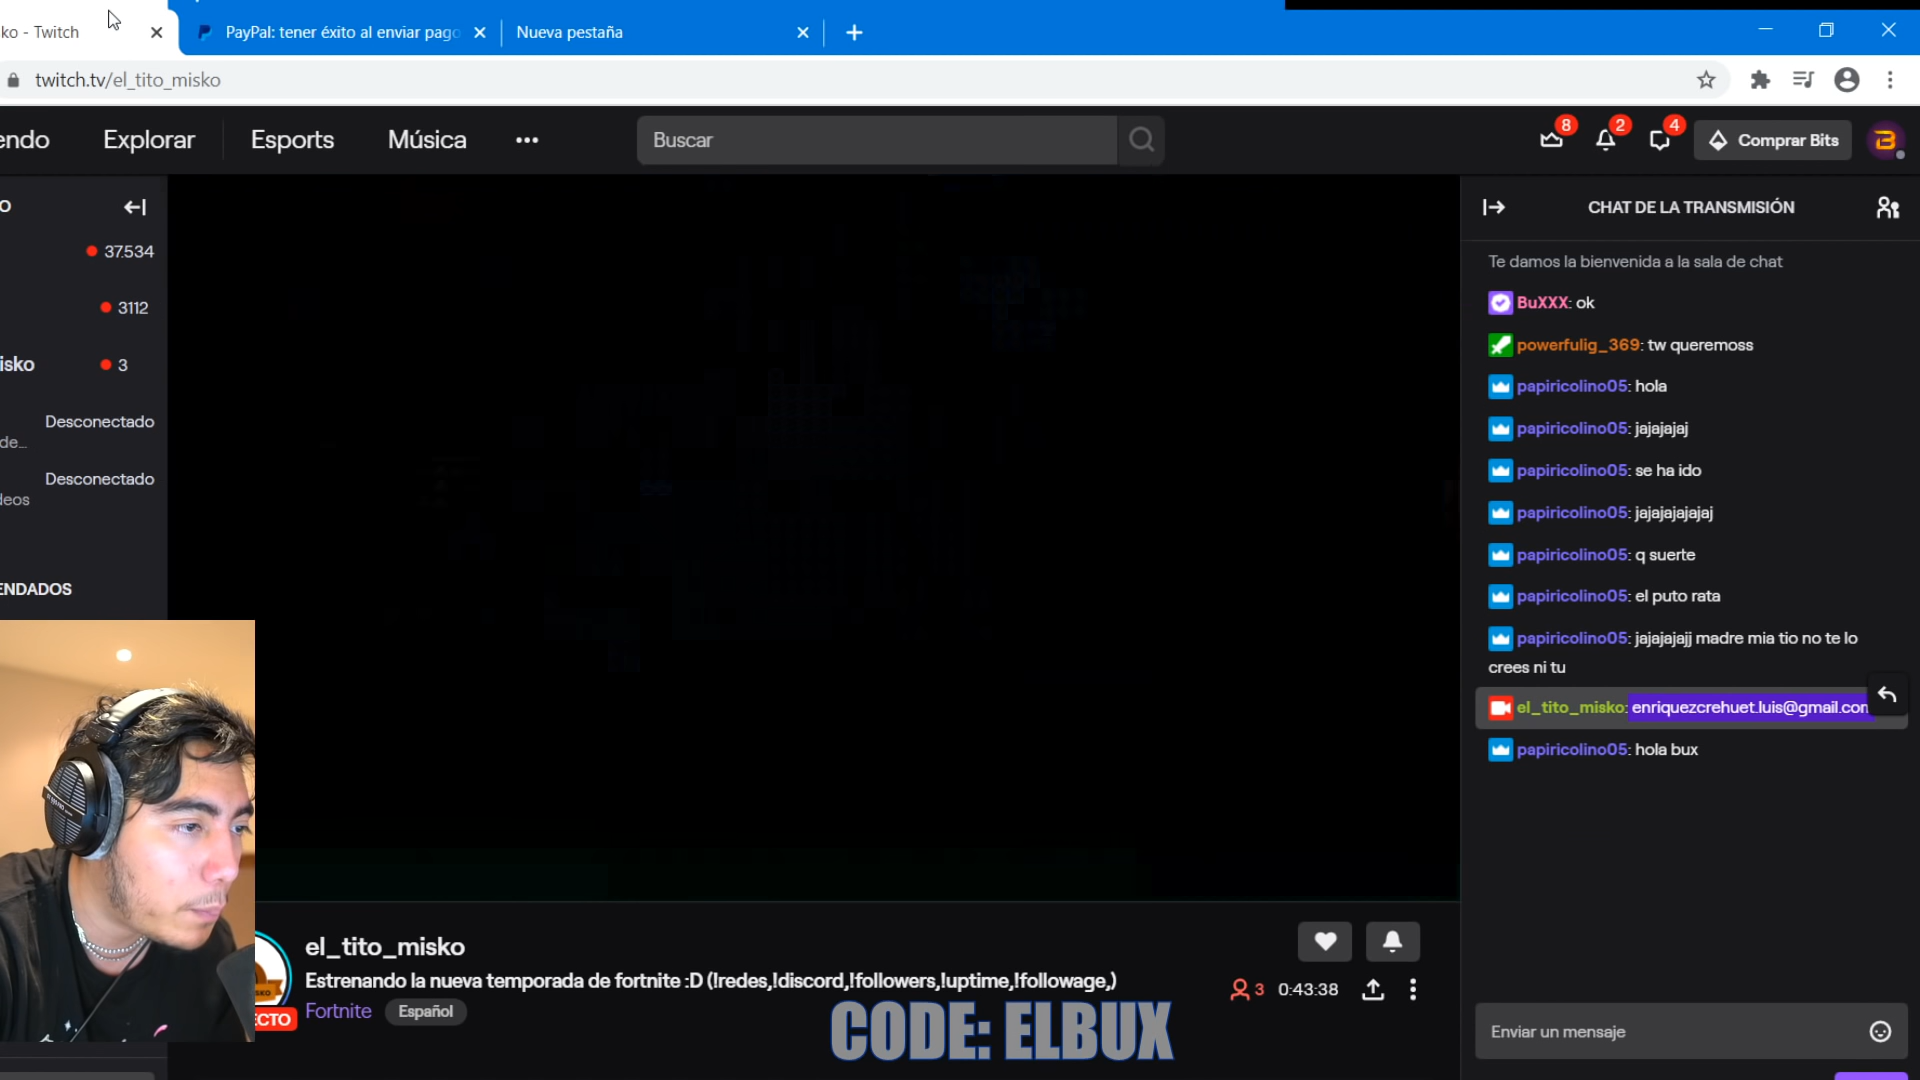 ko - Twitch
PayPal: tener éxito al enviar pago
Nueva pestaña
twitch.tv/el_tito_misko
endo
Explorar
Esports
Música
Buscar
8
2
4
Comprar Bits
O
37.534
3112
isko
3
Desconectado
de...
Desconectado
deos
ENDADOS
CHAT DE LA TRANSMISIÓN
Te damos la bienvenida a la sala de chat
BuXXX: ok
powerfulig_369: tw queremoss
papiricolino05: hola
papiricolino05: jajajajaj
papiricolino05: se ha ido
papiricolino05: jajajajajajaj
papiricolino05: q suerte
papiricolino05: el puto rata
papiricolino05: jajajajajj madre mia tio no te lo
crees ni tu
el_tito_misko: enriquezcrehuet.luis@gmail.com
papiricolino05: hola bux
Enviar un mensaje
ECTO
el_tito_misko
Estrenando la nueva temporada de fortnite :D (!redes,!discord,!followers,!uptime,!followage,)
Fortnite
Español
3
0:43:38
CODE: ELBUX